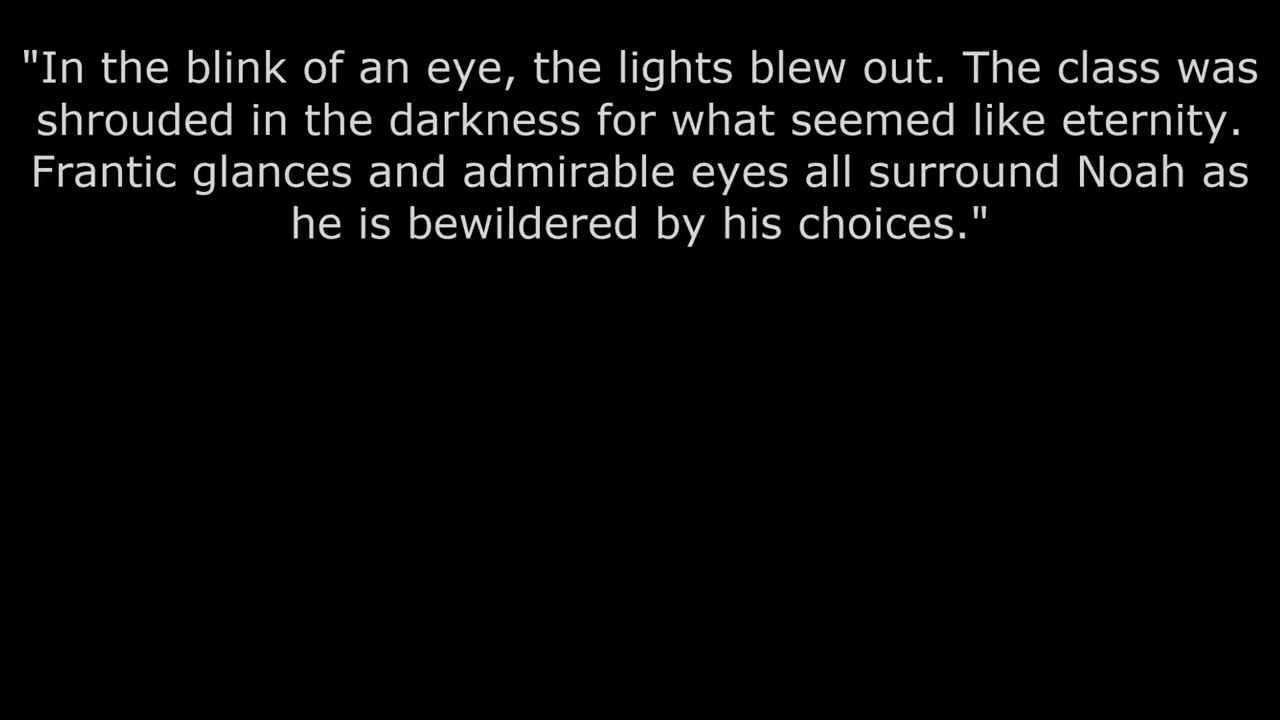 "In the blink of an eye, the lights blew out. The class was
shrouded in the darkness for what seemed like eternity.
Frantic glances and admirable eyes all surround Noah as
he is bewildered by his choices."